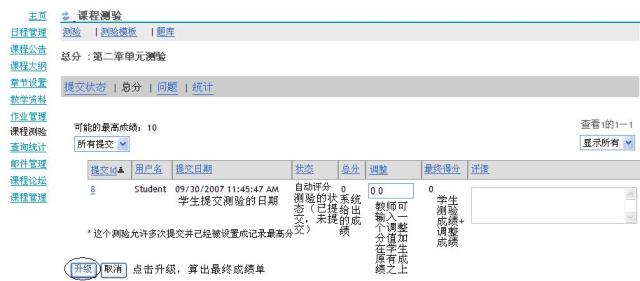 主页
日程管理
课程公告
课程大纲
章节设置
教学资料
作业管理
课程测验
查询统计
邮件管理
课程论坛
课程管理
课程测验
测验 | 测验模板 | 题库
总分 :第二章单元测验
提交状态 | 总分 | 问题 | 统计
可能的最高成绩: 10
所有提交
查看1的1—1
显示所有
提交Id 用户名 提交日期 状态 总分 调整 最终得分 评语
8 Student 09/30/2007 11:45:47 AM 自动评分 0 0.0 0
学生提交测验的日期
测验的状态(已提交,未提交)
系统给出的成绩
教师可输入一个调整分值加在学生原有成绩之上
学生测验成绩+调整成绩
* 这个测验允许多次提交并已经被设置成记录最高分
升级 取消 点击升级，算出最终成绩单